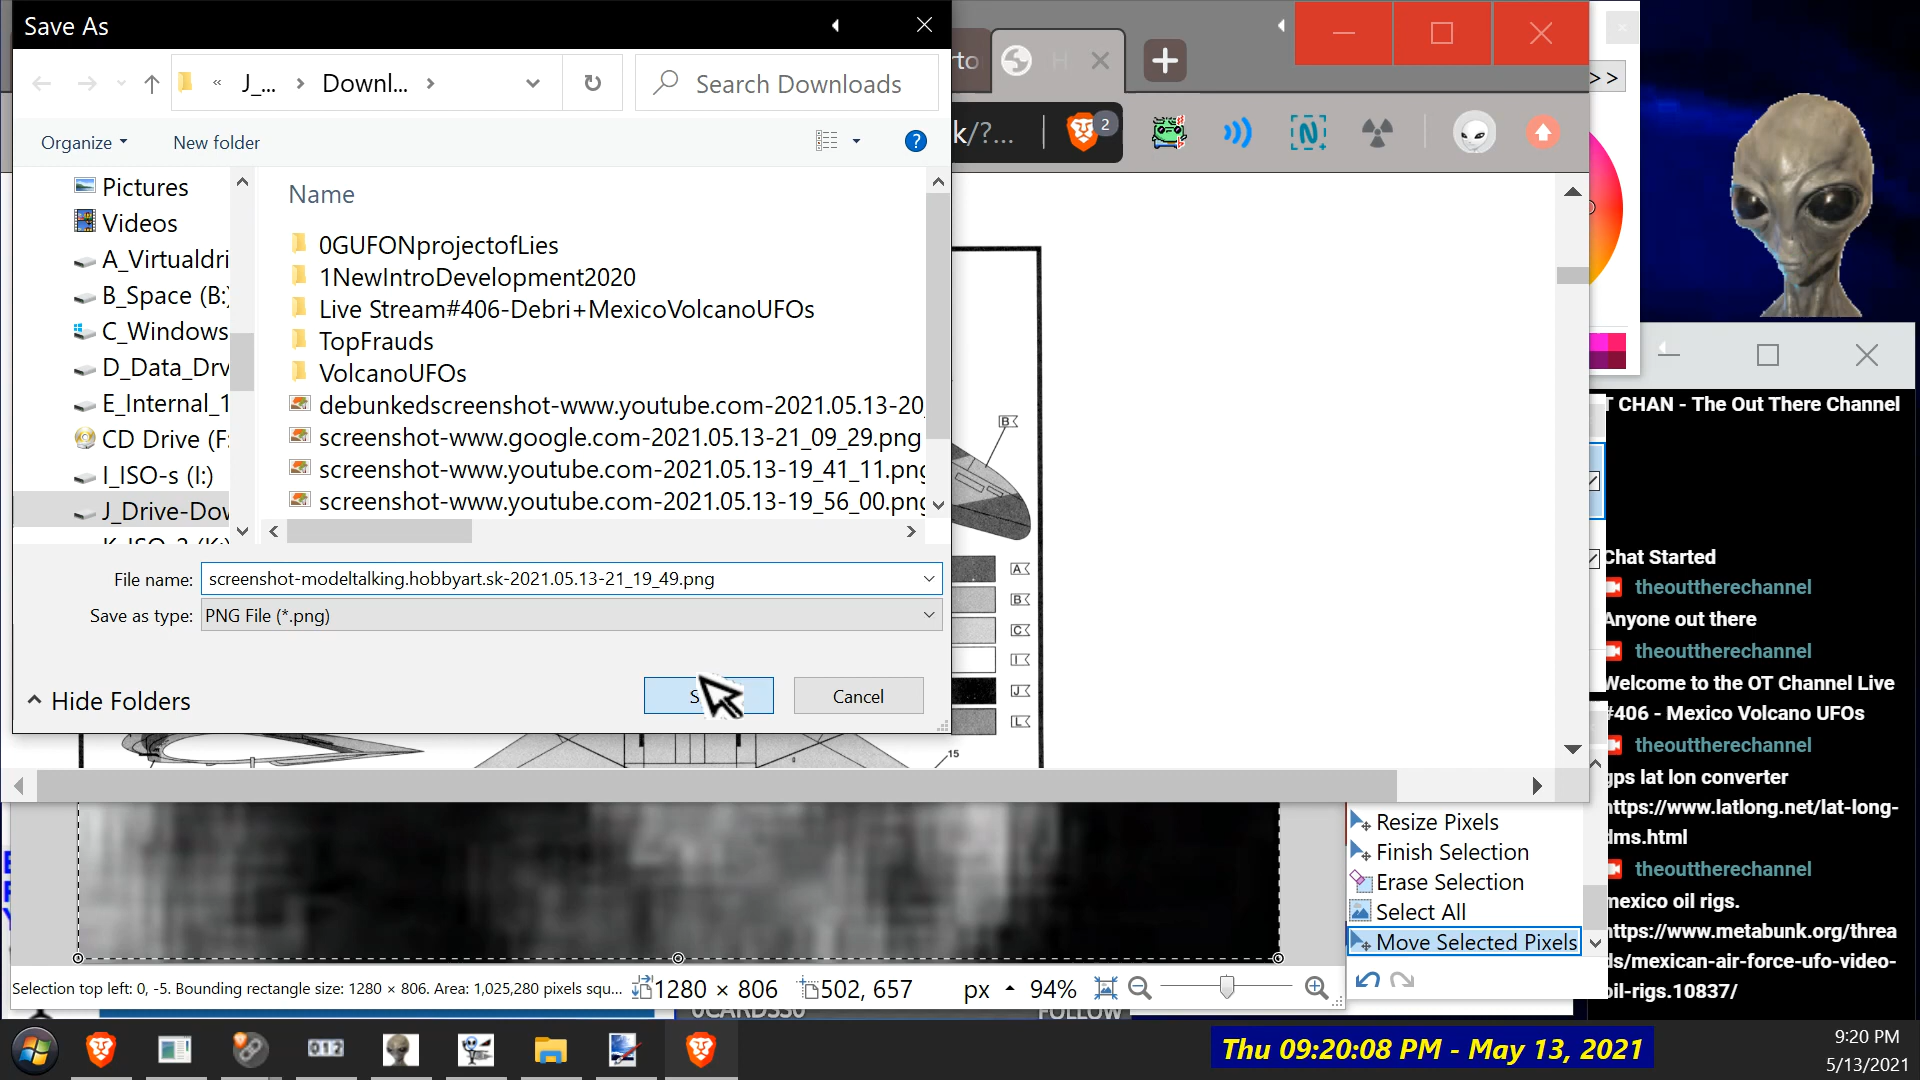 Save As
« J_... › Downl... ›
Search Downloads
Organize
New folder
Pictures
Videos
A_Virtualdri
B_Space (B:)
C_Windows
D_Data_Drv
E_Internal_1
CD Drive (F:
I_ISO-s (I:)
J_Drive-Dov
Name
0GUFONprojectofLies
1NewIntroDevelopment2020
Live Stream#406-Debri+MexicoVolcanoUFOs
TopFrauds
VolcanoUFOs
debunkedscreenshot-www.youtube.com-2021.05.13-20
screenshot-www.google.com-2021.05.13-21_09_29.png
screenshot-www.youtube.com-2021.05.13-19_41_11.png
screenshot-www.youtube.com-2021.05.13-19_56_00.png
File name: screenshot-modeltalking.hobbyart.sk-2021.05.13-21_19_49.png
Save as type: PNG File (*.png)
Hide Folders
Cancel
rto
H
k/?...
2
>>
B
A
B
C
I
J
L
15
T CHAN - The Out There Channel
Chat Started
theouttherechannel
Anyone out there
theouttherechannel
Welcome to the OT Channel Live
#406 - Mexico Volcano UFOs
theouttherechannel
gps lat lon converter
https://www.latlong.net/lat-long-
dms.html
theouttherechannel
mexico oil rigs.
https://www.metabunk.org/threa
ds/mexican-air-force-ufo-video-
oil-rigs.10837/
Resize Pixels
Finish Selection
Erase Selection
Select All
Move Selected Pixels
Selection top left: 0, -5. Bounding rectangle size: 1280 × 806. Area: 1,025,280 pixels squ...
1280 × 806
502, 657
px
94%
FOLLOW
012
Thu 09:20:08 PM - May 13, 2021
9:20 PM
5/13/2021